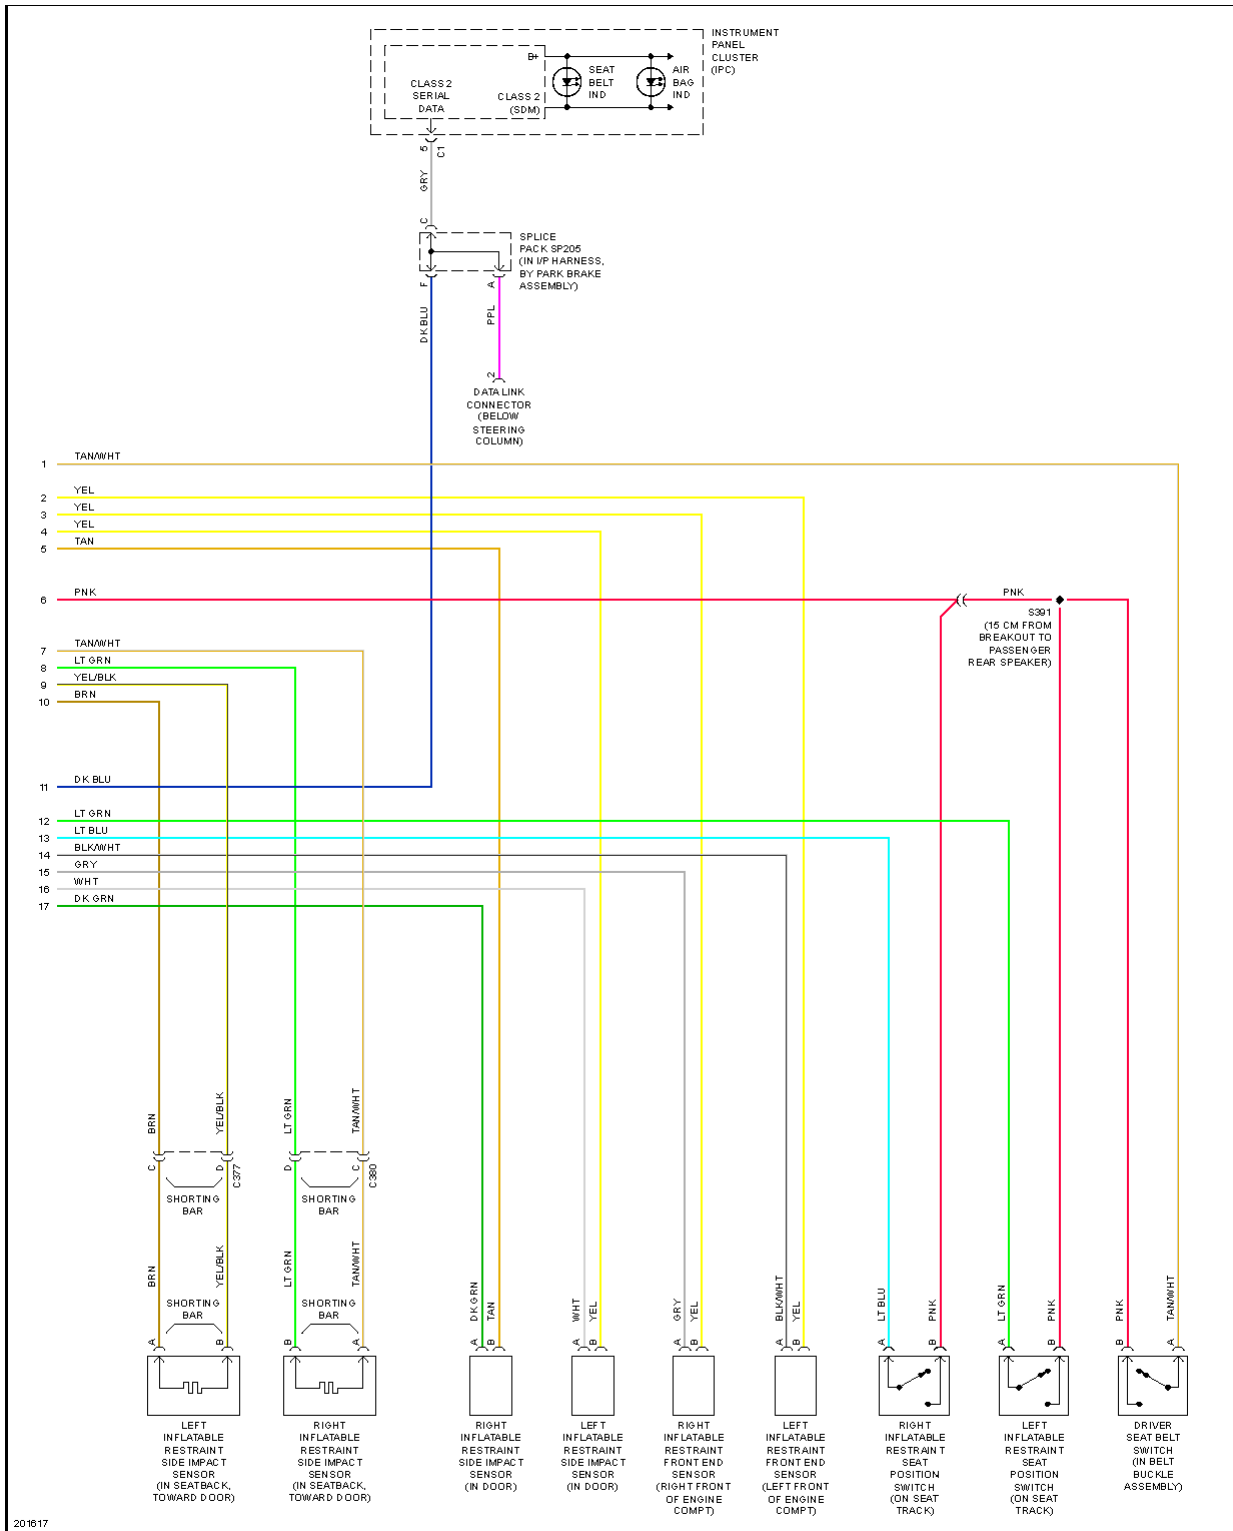 INSTRUMENT
PANEL
CLUSTER
(IPC)
B+
SEAT
BELT
IND
AIR
BAG
IND
CLASS 2
SERIAL
DATA
CLASS 2
(SDM)
5
C1
GRY
C
SPLICE
PACK SP205
(IN I/P HARNESS,
BY PARK BRAKE
ASSEMBLY)
F
A
DK BLU
PPL
2
DATA LINK
CONNECTOR
(BELOW
STEERING
COLUMN)
1 TAN/WHT
2 YEL
3 YEL
4 YEL
5 TAN
6 PNK
PNK
S391
(15 CM FROM
BREAKOUT TO
PASSENGER
REAR SPEAKER)
7 TAN/WHT
8 LT GRN
9 YEL/BLK
10 BRN
11 DK BLU
12 LT GRN
13 LT BLU
14 BLK/WHT
15 GRY
16 WHT
17 DK GRN
BRN
YEL/BLK
LT GRN
TAN/WHT
C
D
C377
D
C
C380
SHORTING
BAR
SHORTING
BAR
BRN
YEL/BLK
LT GRN
TAN/WHT
SHORTING
BAR
SHORTING
BAR
DK GRN
TAN
WHT
YEL
GRY
YEL
BLK/WHT
YEL
LT BLU
PNK
LT GRN
PNK
PNK
TAN/WHT
A
B
B
A
A
B
A
B
A
B
A
B
A
B
A
B
B
A
LEFT
INFLATABLE
RESTRAINT
SIDE IMPACT
SENSOR
(IN SEATBACK,
TOWARD DOOR)
RIGHT
INFLATABLE
RESTRAINT
SIDE IMPACT
SENSOR
(IN SEATBACK,
TOWARD DOOR)
RIGHT
INFLATABLE
RESTRAINT
SIDE IMPACT
SENSOR
(IN DOOR)
LEFT
INFLATABLE
RESTRAINT
SIDE IMPACT
SENSOR
(IN DOOR)
RIGHT
INFLATABLE
RESTRAINT
FRONT END
SENSOR
(RIGHT FRONT
OF ENGINE
COMPT)
LEFT
INFLATABLE
RESTRAINT
FRONT END
SENSOR
(LEFT FRONT
OF ENGINE
COMPT)
RIGHT
INFLATABLE
RESTRAINT
SEAT
POSITION
SWITCH
(ON SEAT
TRACK)
LEFT
INFLATABLE
RESTRAINT
SEAT
POSITION
SWITCH
(ON SEAT
TRACK)
DRIVER
SEAT BELT
SWITCH
(IN BELT
BUCKLE
ASSEMBLY)
201617